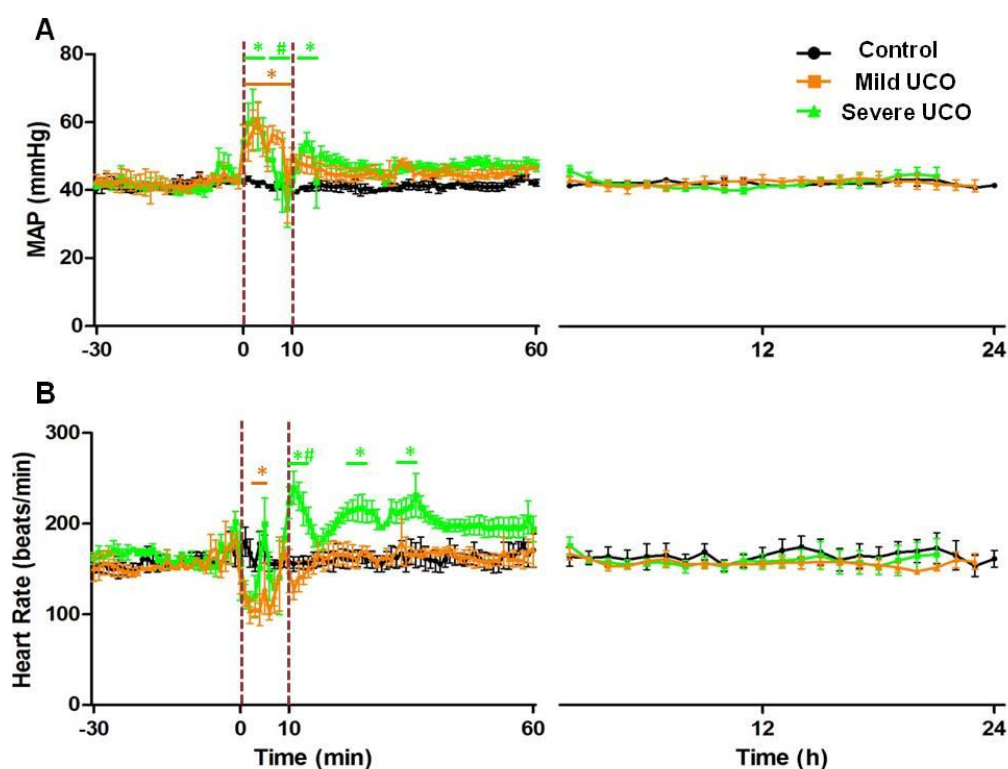 A
* # *
*
Control
Mild UCO
Severe UCO
MAP (mmHg)
80
60
40
20
0
-30 0 10 60 12 24
B
* *# * *
Heart Rate (beats/min)
300
200
100
0
-30 0 10 60 12 24
Time (min) Time (h)